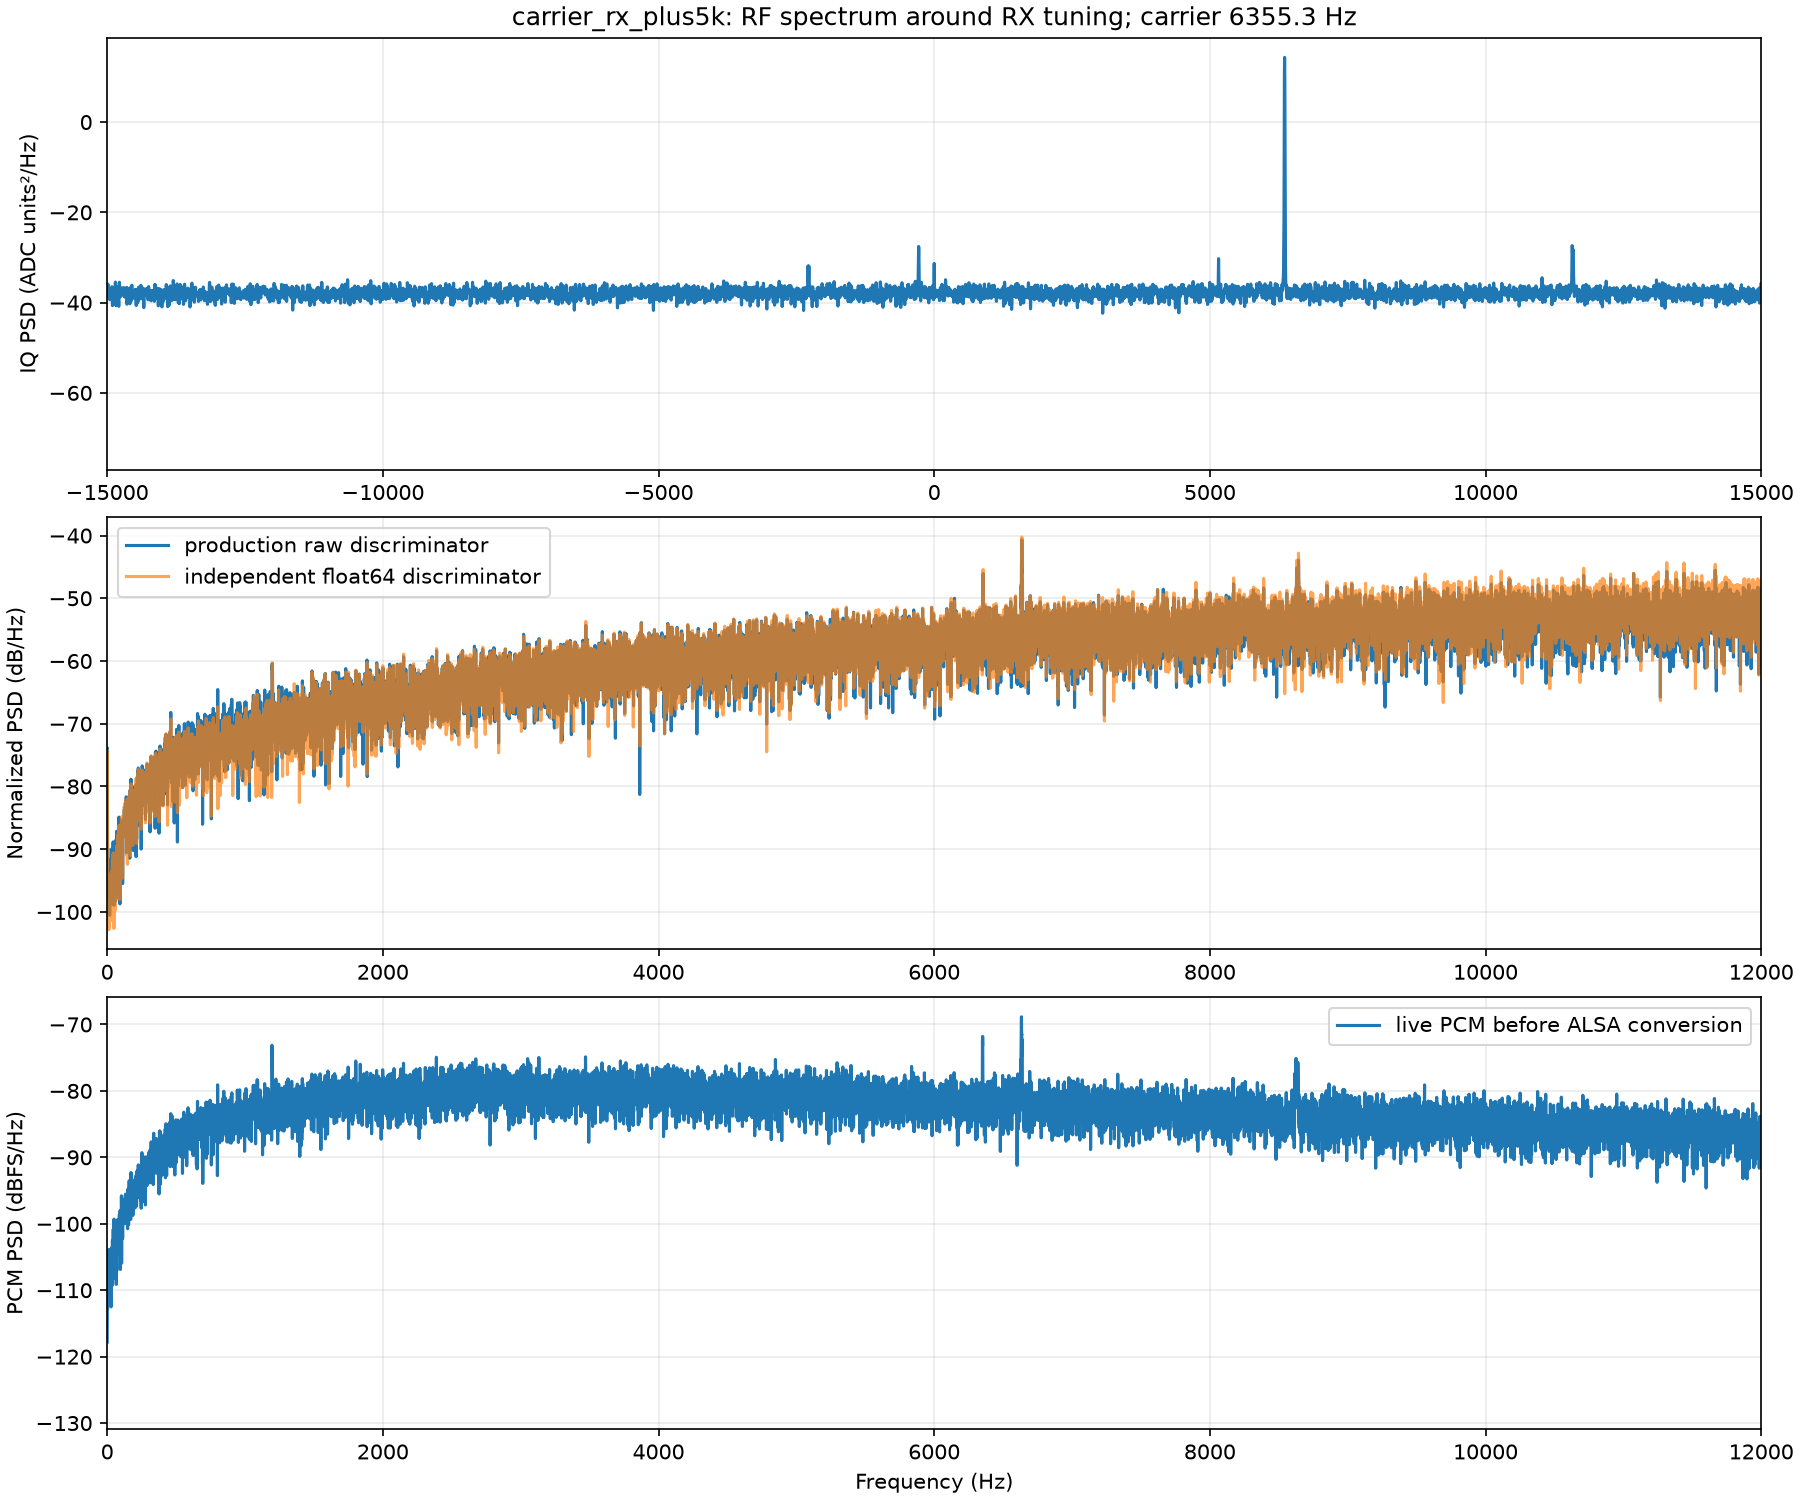 carrier_rx_plus5k: RF spectrum around RX tuning; carrier 6355.3 Hz
IQ PSD (ADC units²/Hz)
0
−20
−40
−60
−15000 −10000 −5000 0 5000 10000 15000
production raw discriminator
independent float64 discriminator
Normalized PSD (dB/Hz)
−40
−50
−60
−70
−80
−90
−100
0 2000 4000 6000 8000 10000 12000
live PCM before ALSA conversion
PCM PSD (dBFS/Hz)
−70
−80
−90
−100
−110
−120
−130
0 2000 4000 6000 8000 10000 12000
Frequency (Hz)